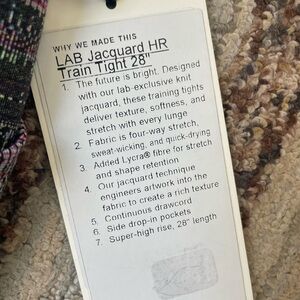 WHY WE MADE THIS
LAB Jacquard HR
Train Tight 28"
1. The future is bright. Designed
with our lab-exclusive knit
jacquard, these training tights
deliver texture, softness, and
stretch with every lunge
2. Fabric is four-way stretch,
sweat-wicking, and quick-drying
3. Added Lycra® fibre for stretch
and shape retention
4. Our jacquard technique
engineers artwork into the
fabric to create a rich texture
5. Continuous drawcord
6. Side drop-in pockets
7. Super-high rise, 28" length